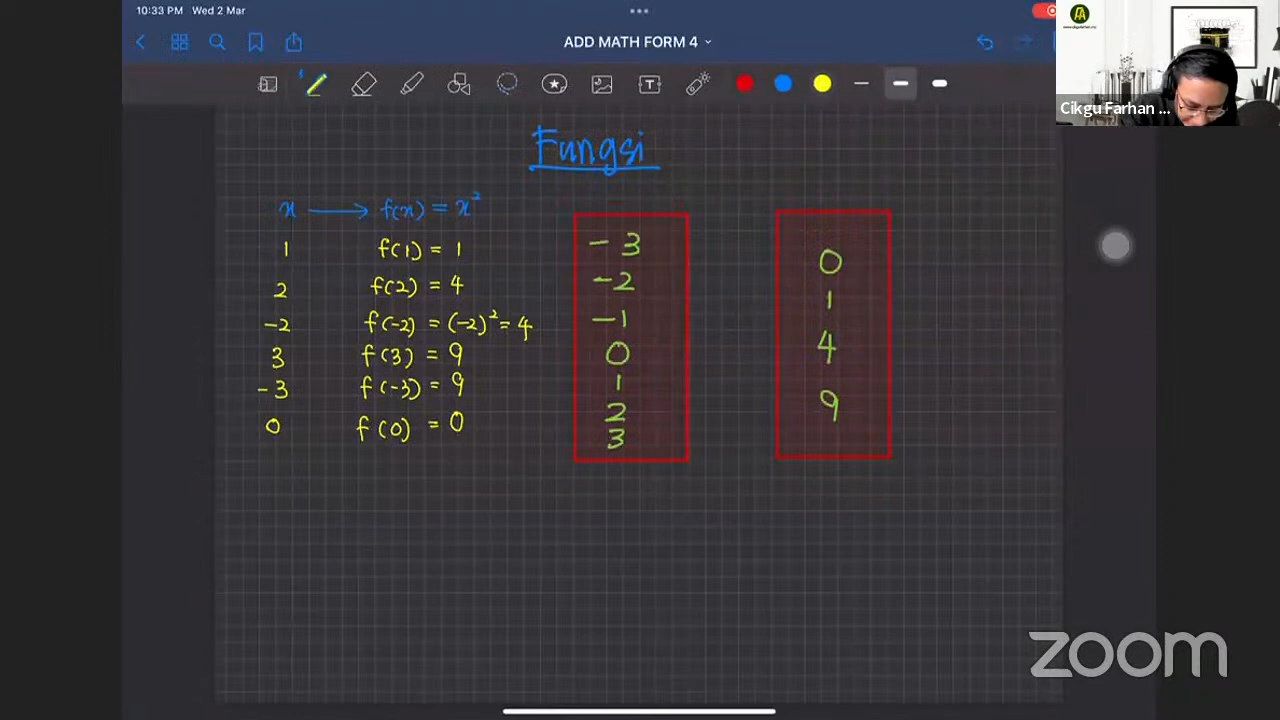 10:33 PM Wed 2 Mar
ADD MATH FORM 4
Cikgu Farhan ...
Fungsi
x → f(x) = x²
1 f(1) = 1
2 f(2) = 4
-2 f(-2) = (-2)² = 4
3 f(3) = 9
-3 f(-3) = 9
0 f(0) = 0
-3
-2
-1
0
1
2
3
0
1
4
9
zoom